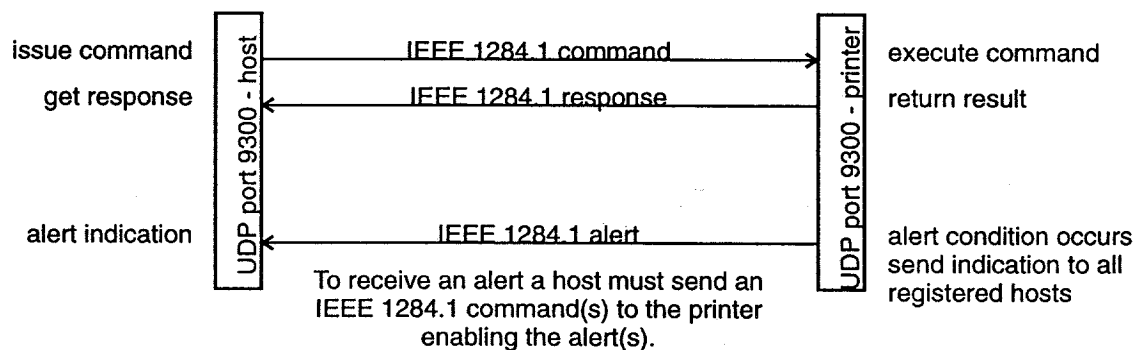 issue command
IEEE 1284.1 command
execute command
get response
IEEE 1284.1 response
return result
UDP port 9300 - host
UDP port 9300 - printer
alert indication
IEEE 1284.1 alert
alert condition occurs
send indication to all
registered hosts
To receive an alert a host must send an
IEEE 1284.1 command(s) to the printer
enabling the alert(s).